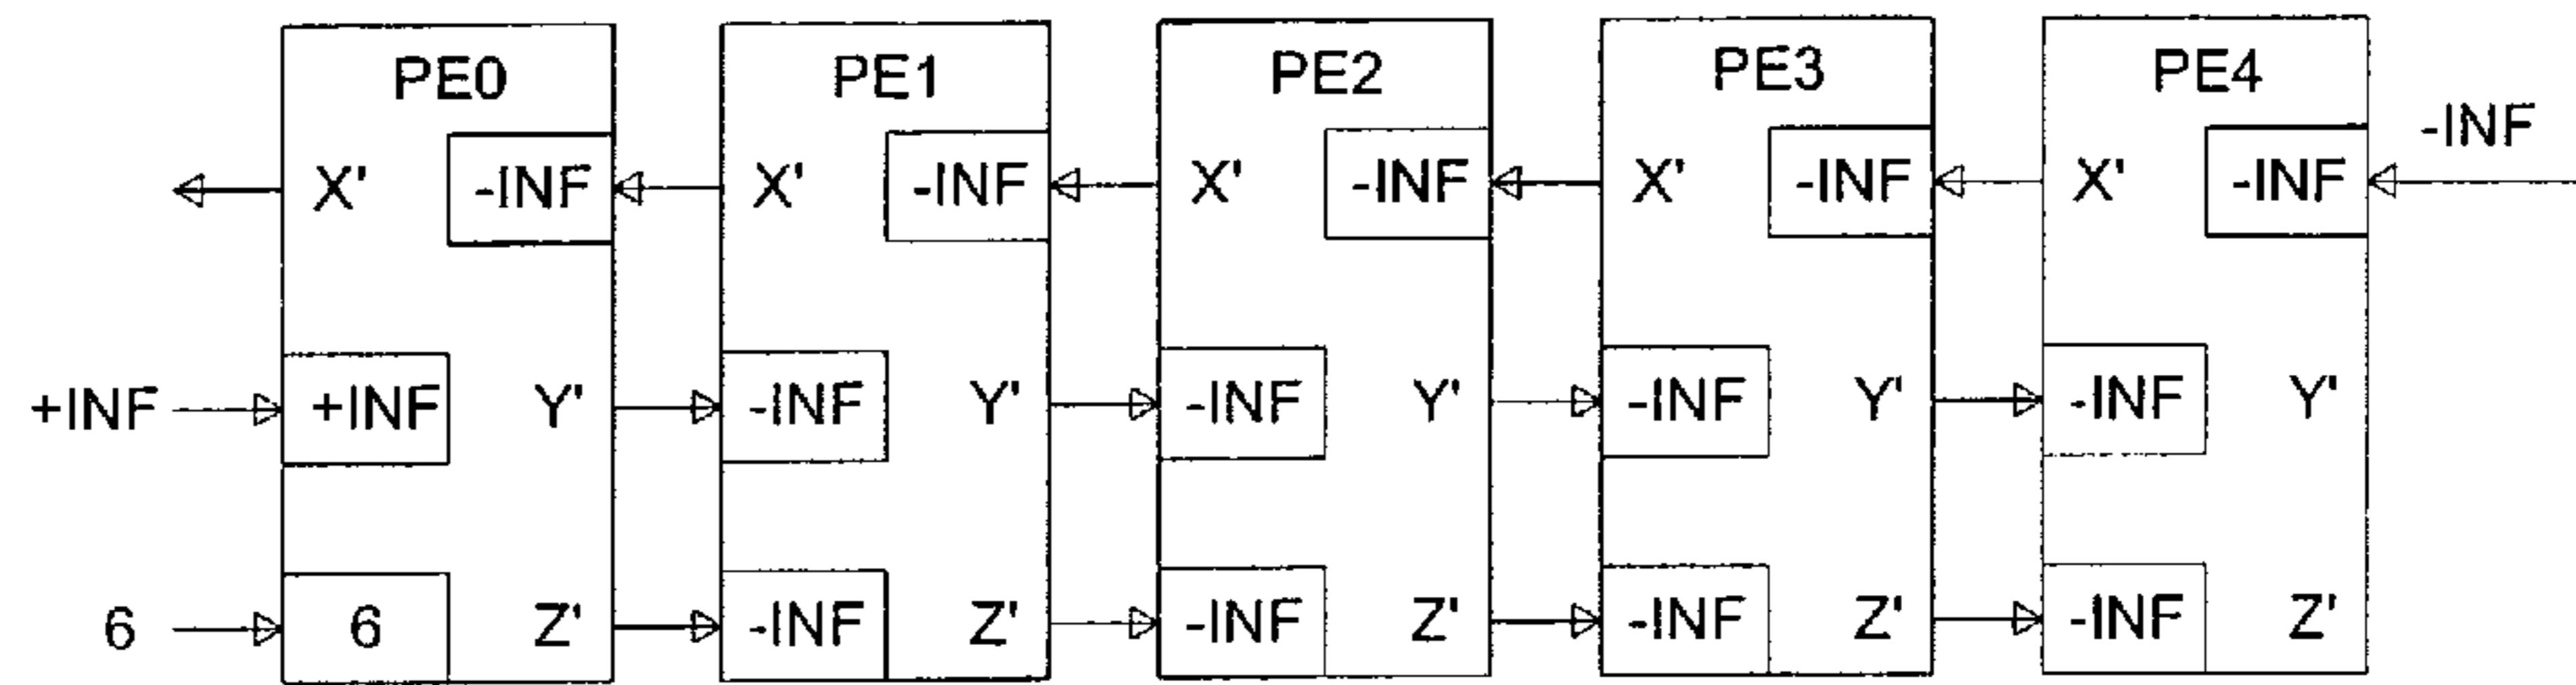 PE0 PE1 PE2 PE3 PE4
-INF
X' -INF X' -INF X' -INF X' -INF X' -INF
+INF +INF Y' -INF Y' -INF Y' -INF Y' -INF Y'
6 6 Z' -INF Z' -INF Z' -INF Z' -INF Z'